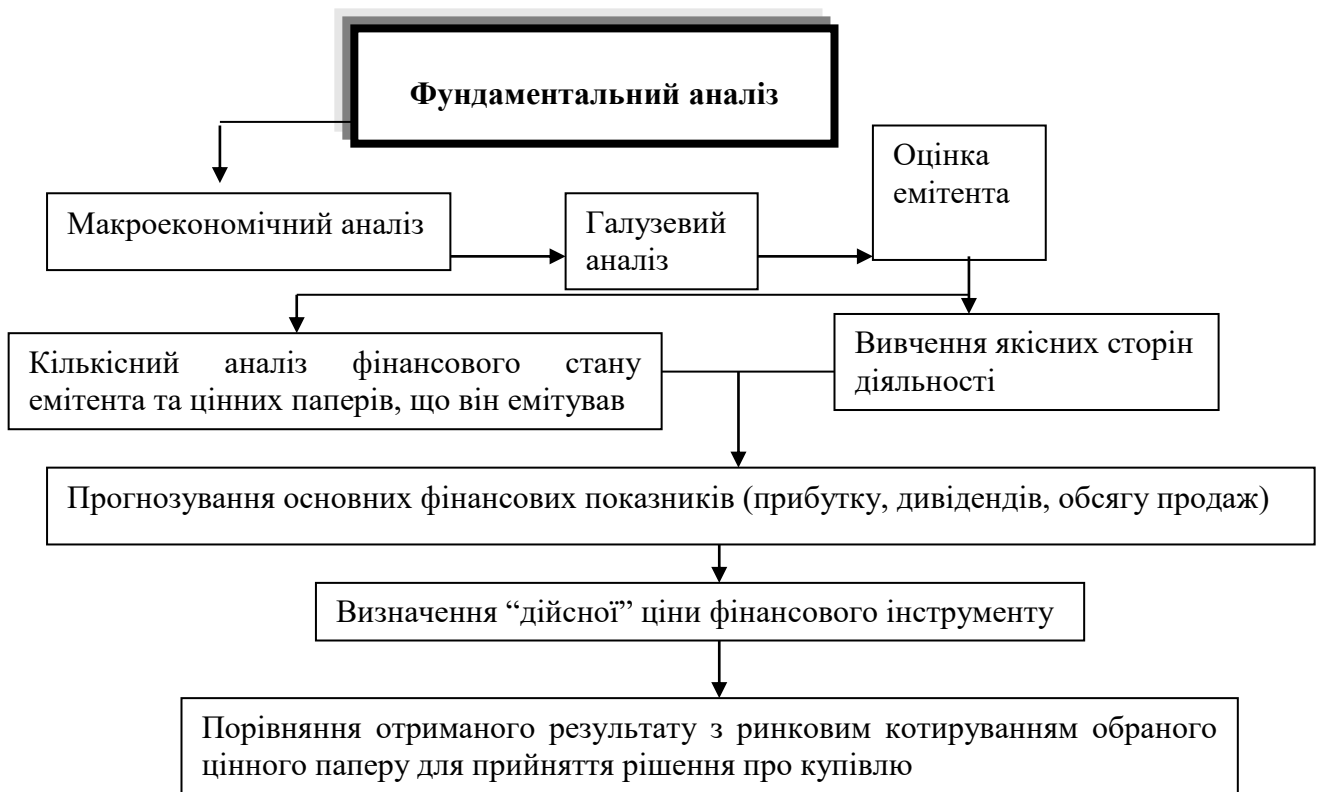 Фундаментальний аналіз
Оцінка
емітента
Макроекономічний аналіз
Галузевий
аналіз
Кількісний аналіз фінансового стану
емітента та цінних паперів, що він емітував
Вивчення якісних сторін
діяльності
Прогнозування основних фінансових показників (прибутку, дивідендів, обсягу продаж)
Визначення “дійсної” ціни фінансового інструменту
Порівняння отриманого результату з ринковим котируванням обраного
цінного паперу для прийняття рішення про купівлю